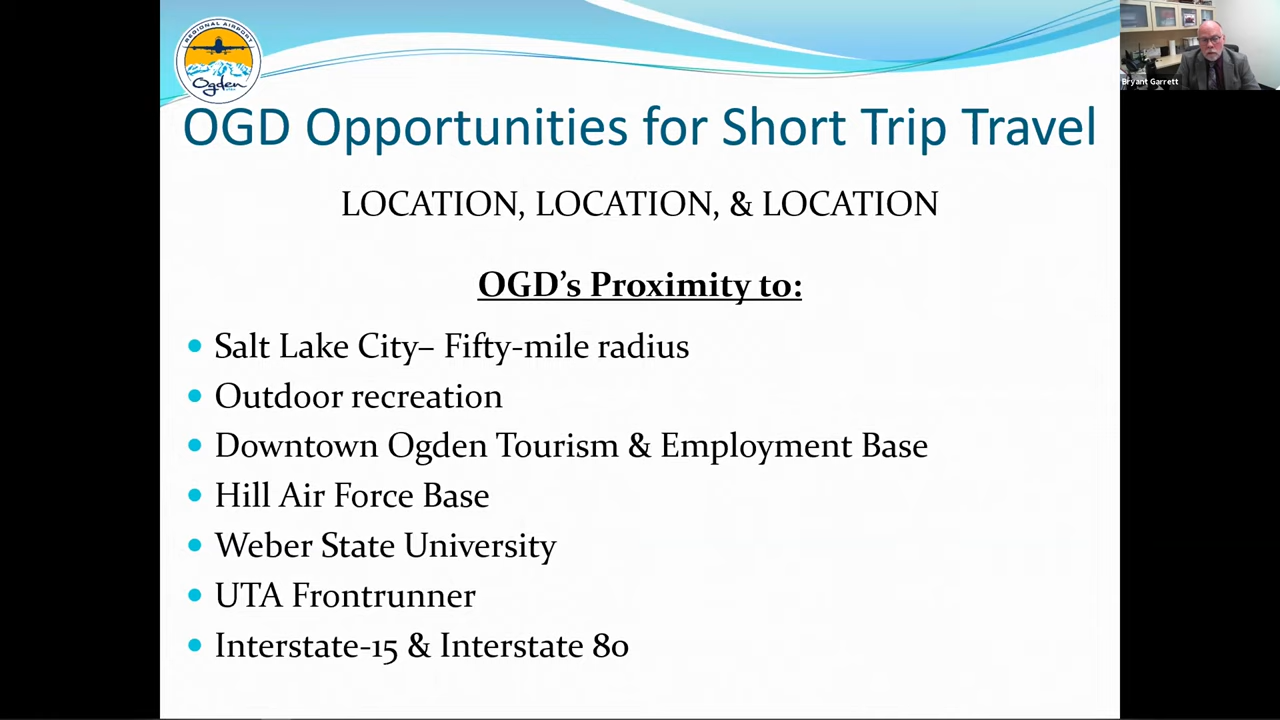 REGIONAL AIRPORT
Ogden
Bryant Garrett
OGD Opportunities for Short Trip Travel
LOCATION, LOCATION, & LOCATION
OGD’s Proximity to:
• Salt Lake City– Fifty-mile radius
• Outdoor recreation
• Downtown Ogden Tourism & Employment Base
• Hill Air Force Base
• Weber State University
• UTA Frontrunner
• Interstate-15 & Interstate 80